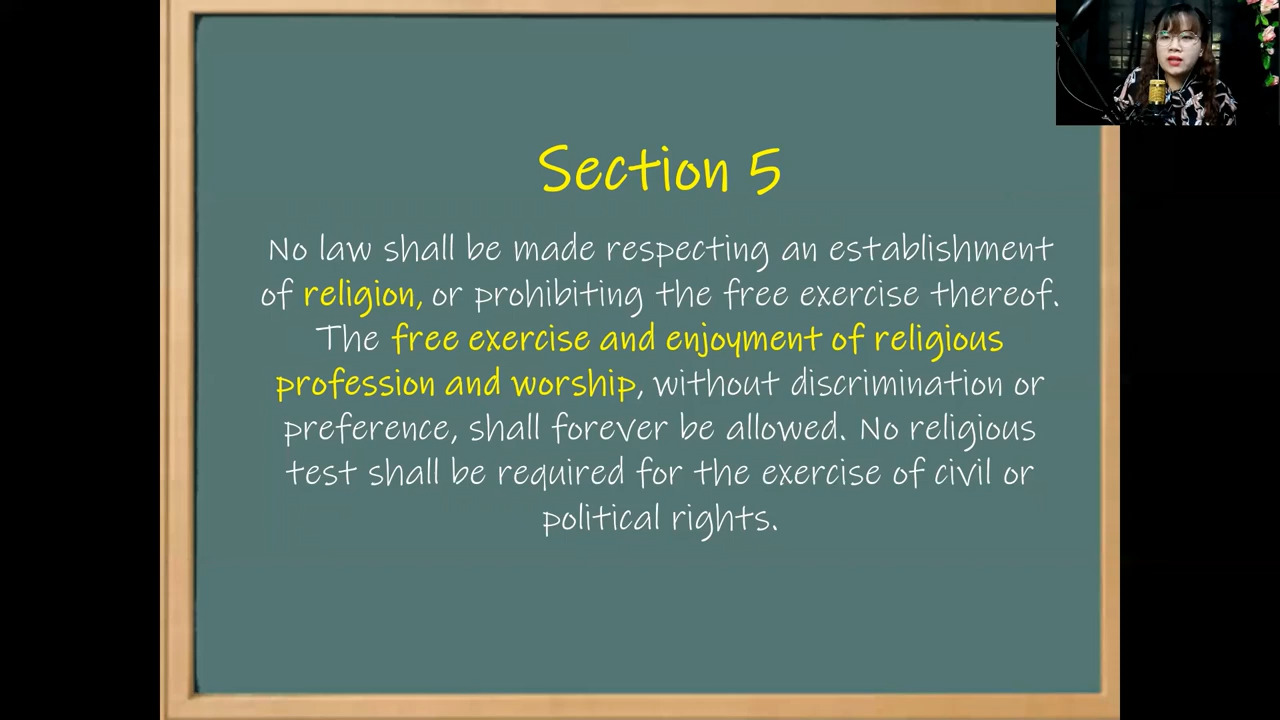 Section 5
No law shall be made respecting an establishment
of religion, or prohibiting the free exercise thereof.
The free exercise and enjoyment of religious
profession and worship, without discrimination or
preference, shall forever be allowed. No religious
test shall be required for the exercise of civil or
political rights.